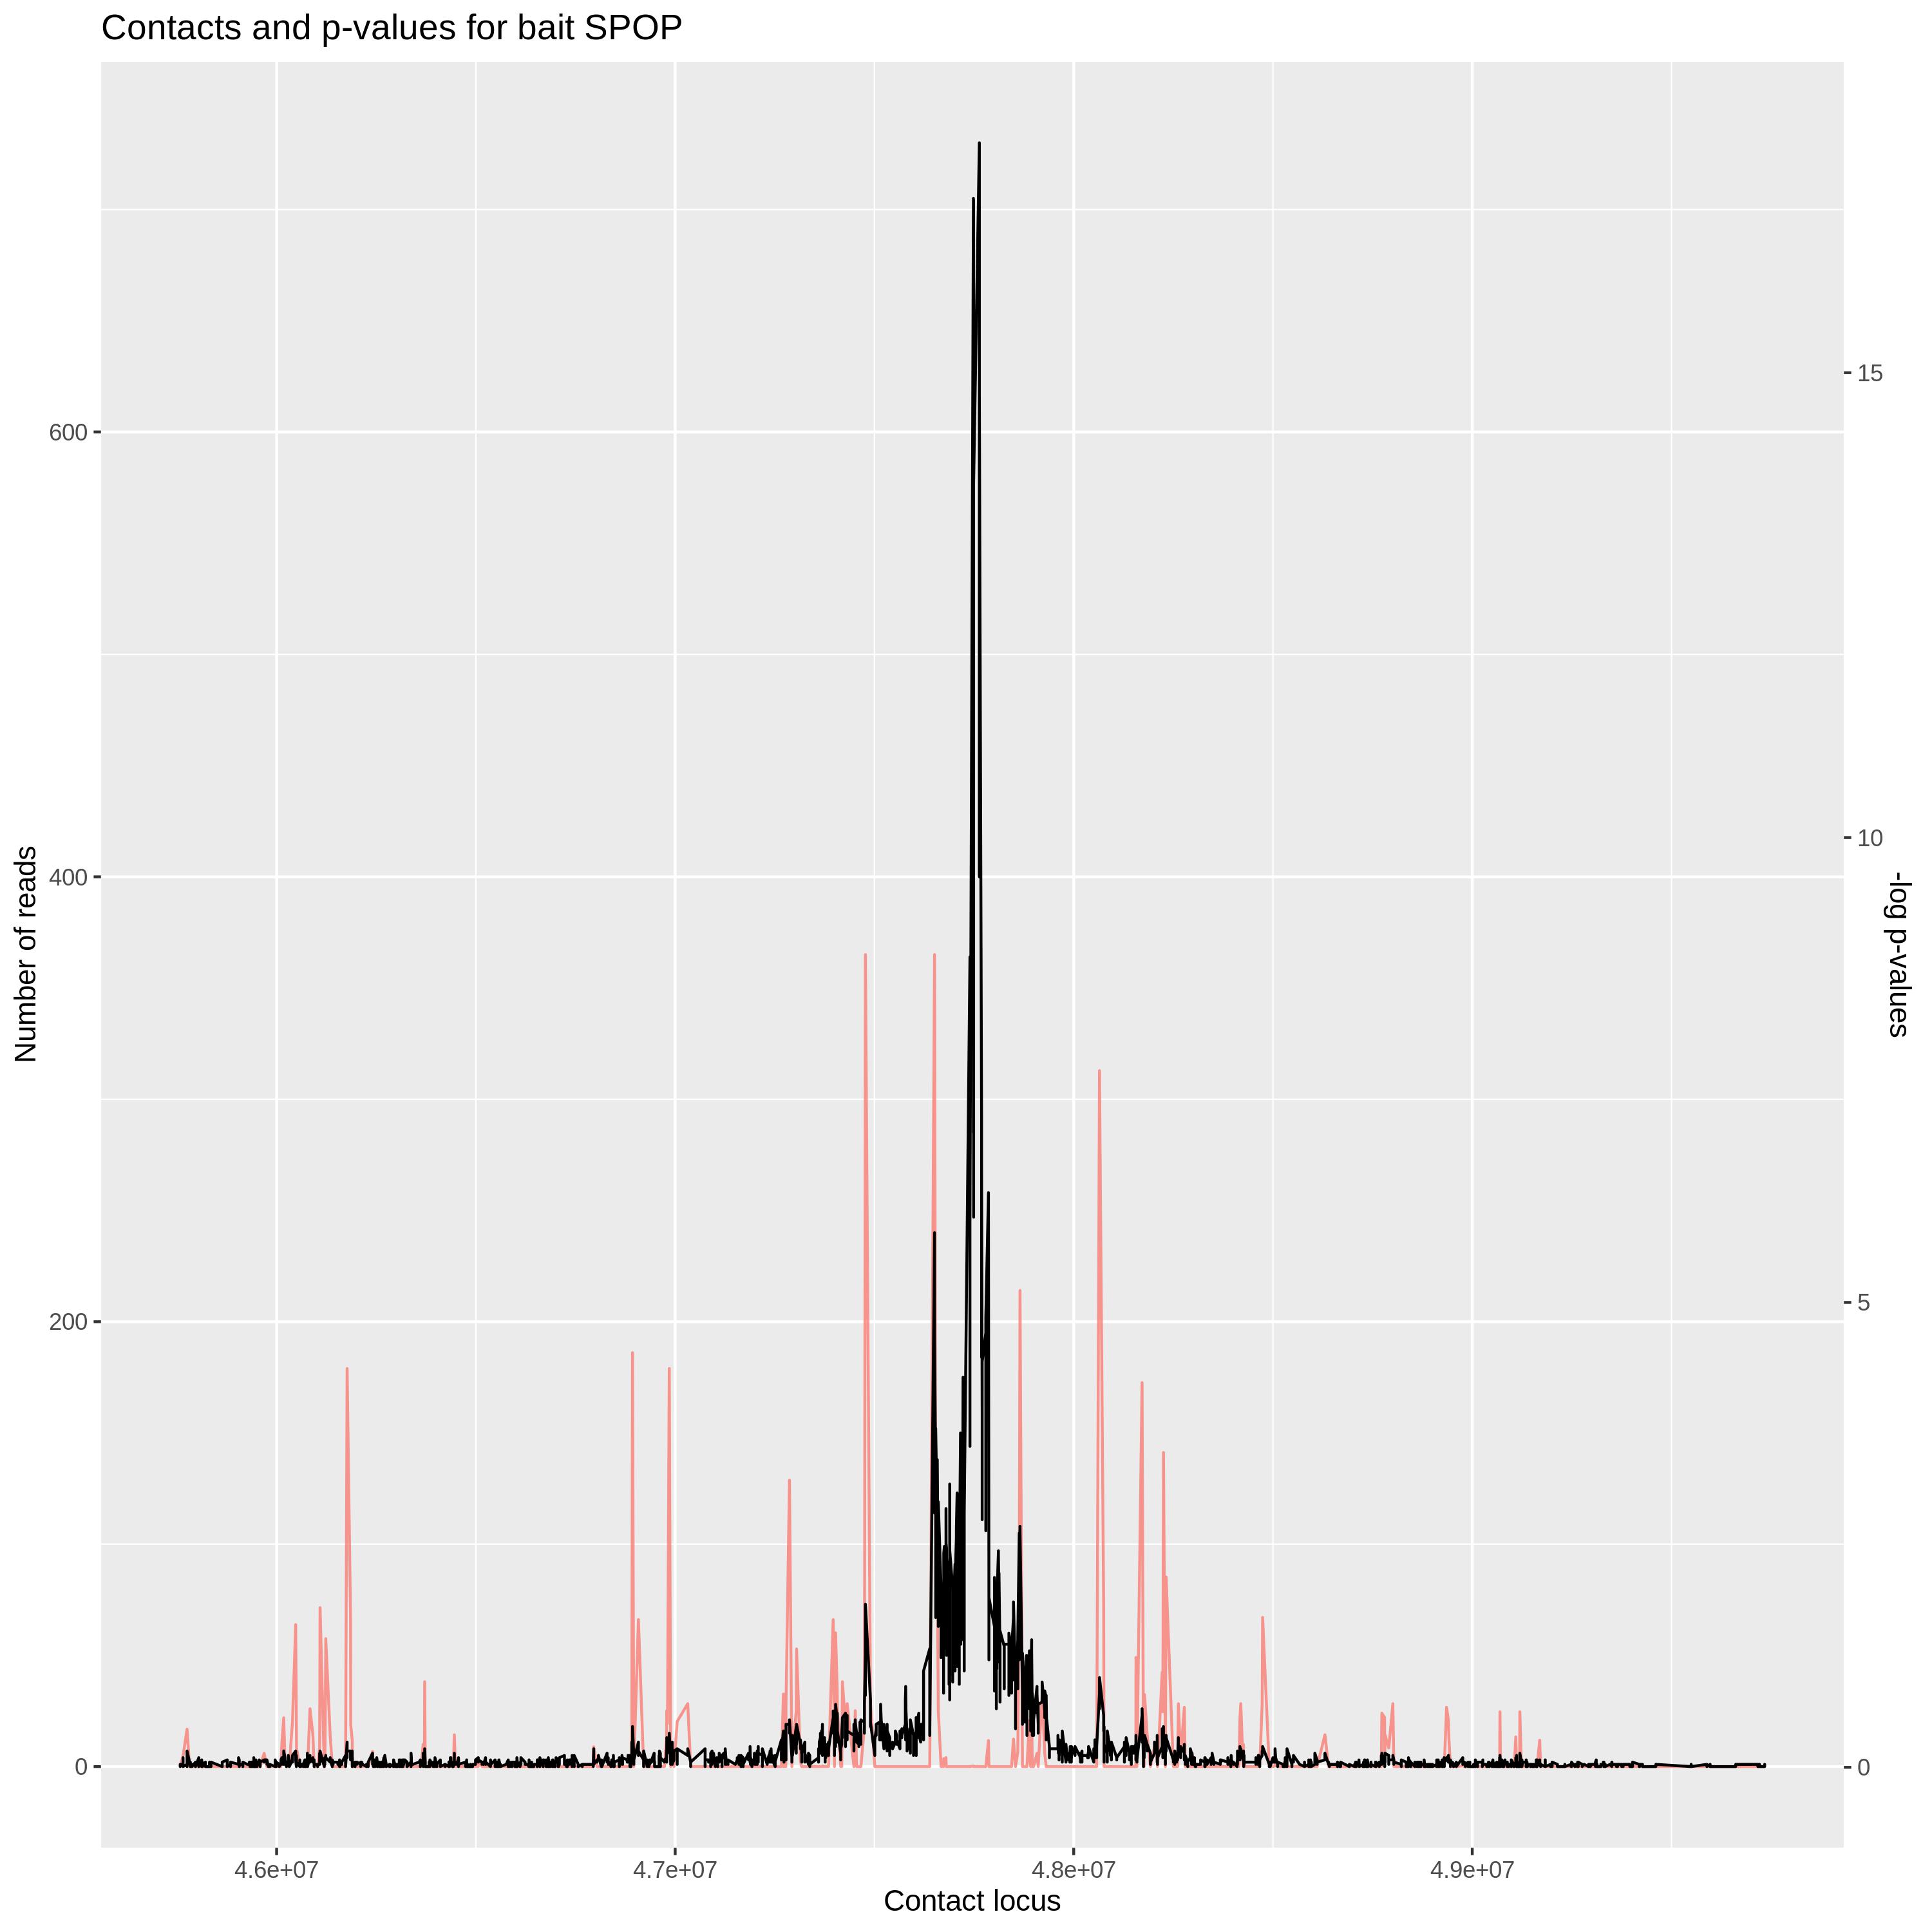 Contacts and p-values for bait SPOP
600
400
200
0
Number of reads
15
10
5
0
-log p-values
4.6e+07 4.7e+07 4.8e+07 4.9e+07
Contact locus